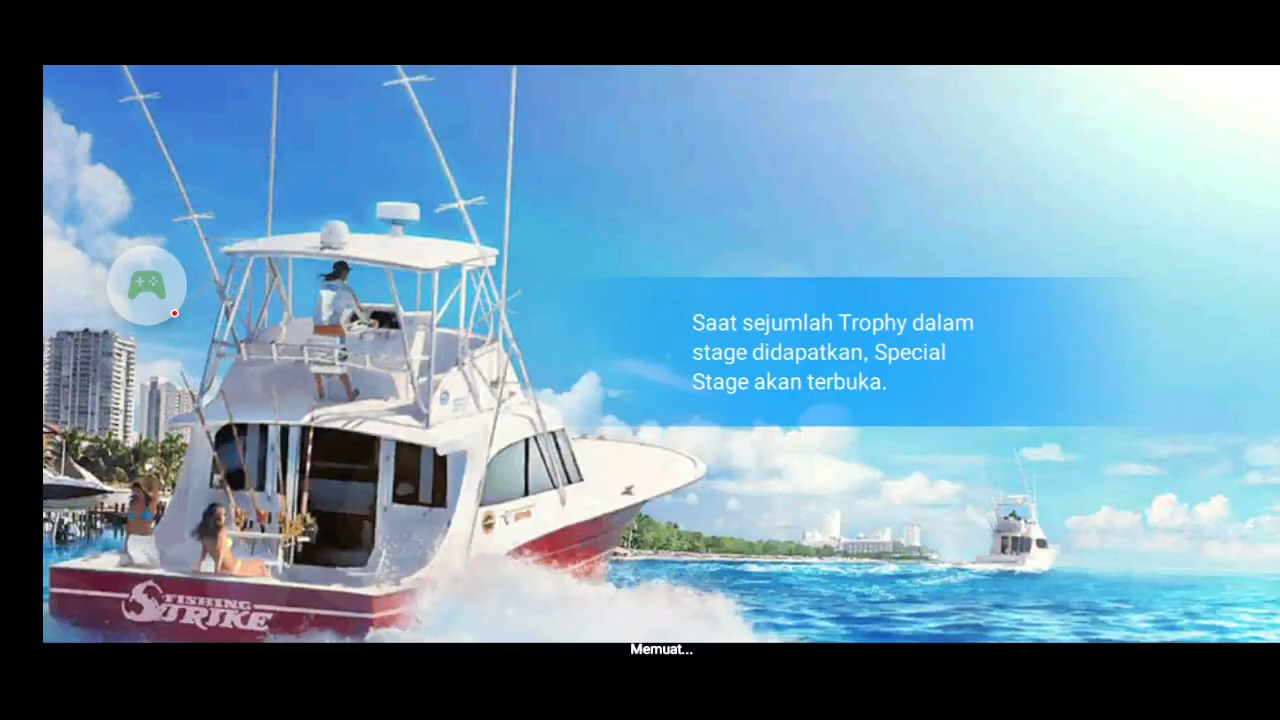 Saat sejumlah Trophy dalam
stage didapatkan, Special
Stage akan terbuka.
FISHING
STRIKE
Memuat...